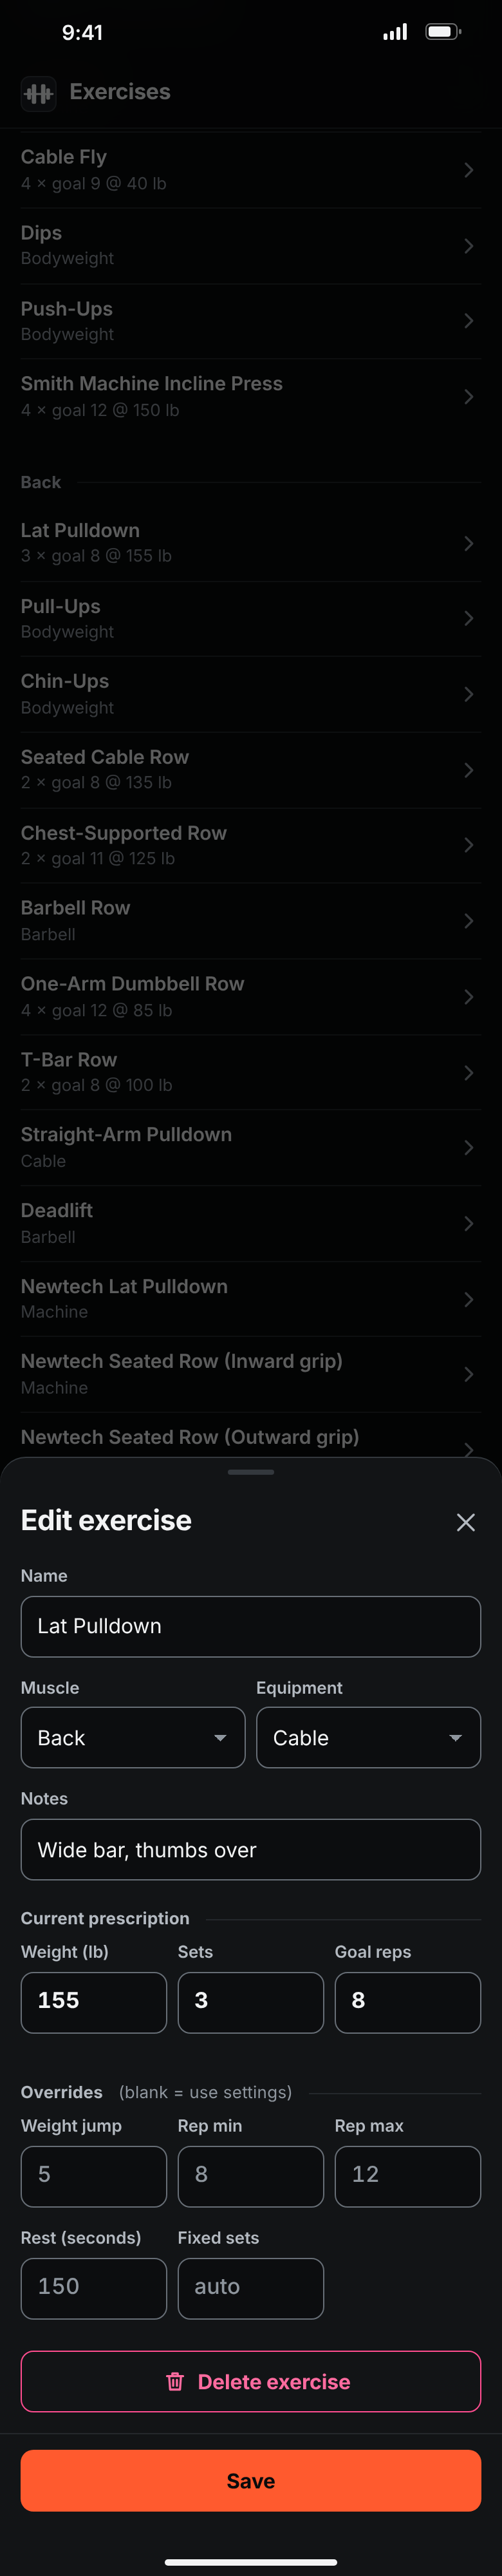 9:41
Exercises
Cable Fly
4 × goal 9 @ 40 lb
Dips
Bodyweight
Push-Ups
Bodyweight
Smith Machine Incline Press
4 × goal 12 @ 150 lb
Back
Lat Pulldown
3 × goal 8 @ 155 lb
Pull-Ups
Bodyweight
Chin-Ups
Bodyweight
Seated Cable Row
2 × goal 8 @ 135 lb
Chest-Supported Row
2 × goal 11 @ 125 lb
Barbell Row
Barbell
One-Arm Dumbbell Row
4 × goal 12 @ 85 lb
T-Bar Row
2 × goal 8 @ 100 lb
Straight-Arm Pulldown
Cable
Deadlift
Barbell
Newtech Lat Pulldown
Machine
Newtech Seated Row (Inward grip)
Machine
Newtech Seated Row (Outward grip)
Edit exercise
Name
Lat Pulldown
Muscle Equipment
Back Cable
Notes
Wide bar, thumbs over
Current prescription
Weight (lb) Sets Goal reps
155 3 8
Overrides (blank = use settings)
Weight jump Rep min Rep max
5 8 12
Rest (seconds) Fixed sets
150 auto
Delete exercise
Save